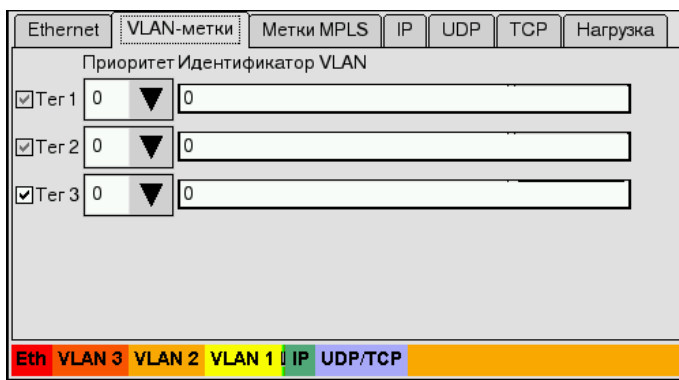 Ethernet VLAN-метки Метки MPLS IP UDP TCP Нагрузка
Приоритет Идентификатор VLAN
Тег 1 0 0
Тег 2 0 0
Тег 3 0 0
Eth VLAN 3 VLAN 2 VLAN 1 IP UDP/TCP